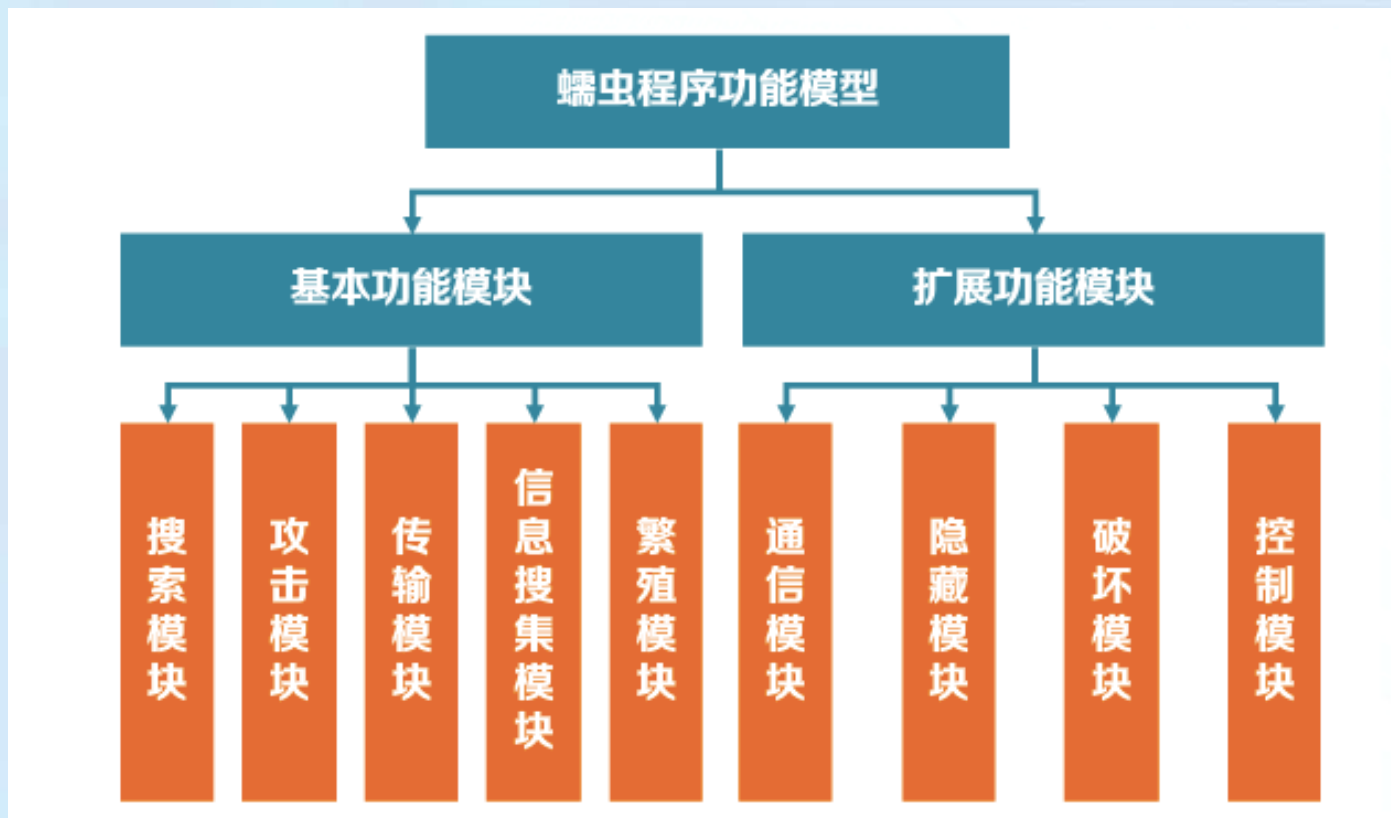 蠕虫程序功能模型
基本功能模块
扩展功能模块
搜索模块
攻击模块
传输模块
信息搜集模块
繁殖模块
通信模块
隐藏模块
破坏模块
控制模块